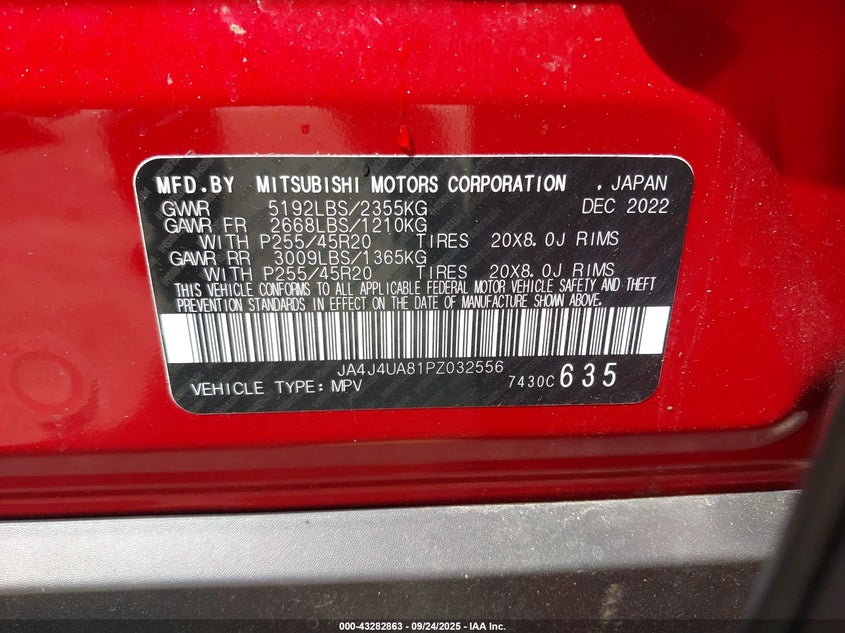 MFD.BY MITSUBISHI MOTORS CORPORATION . JAPAN
GVWR 5192LBS/2355KG DEC 2022
GAWR FR 2668LBS/1210KG
WITH P255/45R20 TIRES 20X8.0J RIMS
GAWR RR 3009LBS/1365KG
WITH P255/45R20 TIRES 20X8.0J RIMS
THIS VEHICLE CONFORMS TO ALL APPLICABLE FEDERAL MOTOR VEHICLE SAFETY AND THEFT
PREVENTION STANDARDS IN EFFECT ON THE DATE OF MANUFACTURE SHOWN ABOVE.
JA4J4UA81PZ032556
VEHICLE TYPE: MPV 7430C 635
000-43282863 - 09/24/2025 - IAA Inc.